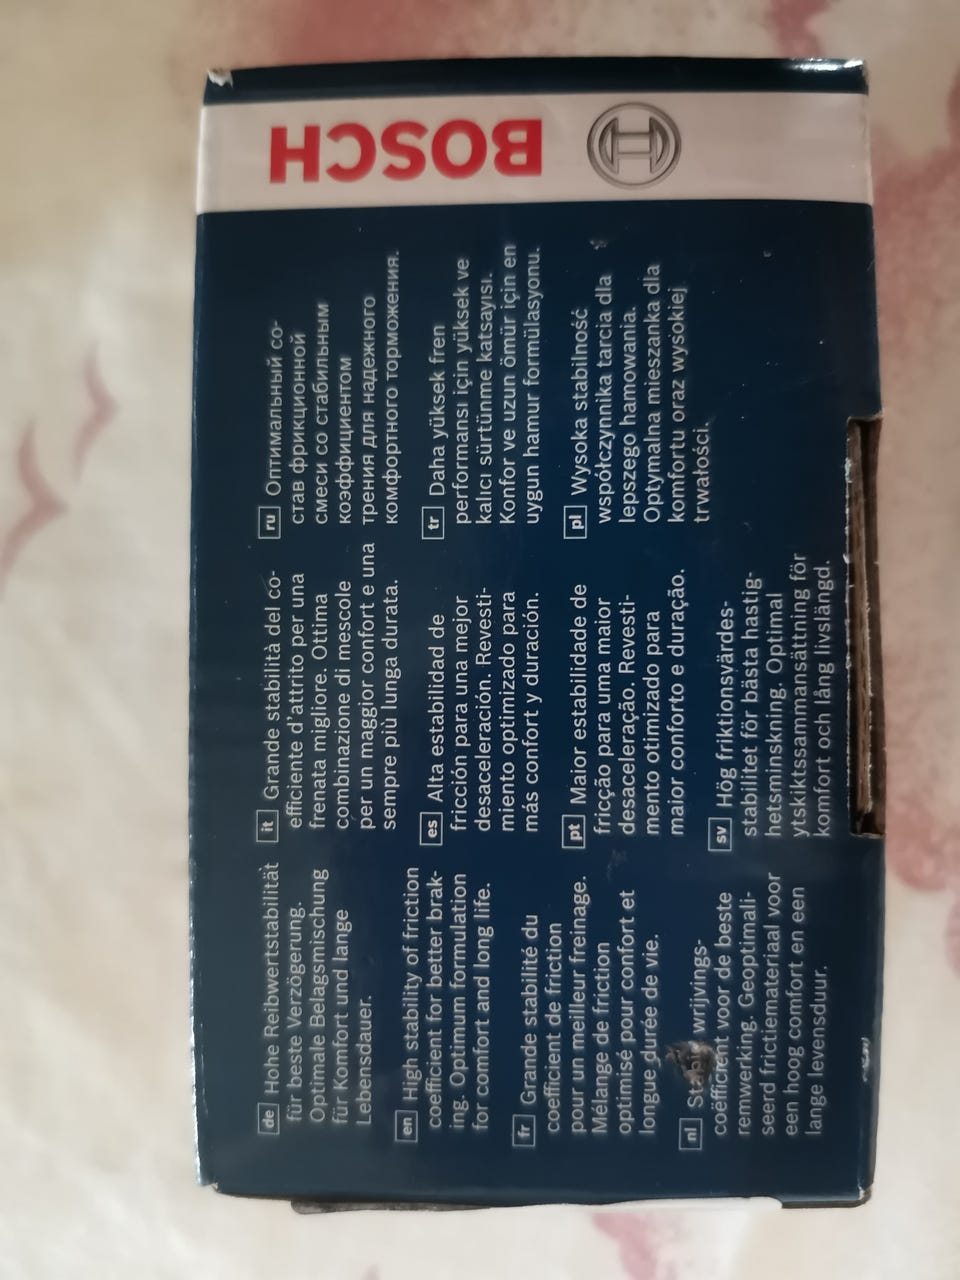 BOSCH
de Hohe Reibwertstabilität
für beste Verzögerung.
Optimale Belagsmischung
für Komfort und lange
Lebensdauer.
en High stability of friction
coefficient for better brak-
ing. Optimum formulation
for comfort and long life.
fr Grande stabilité du
coefficient de friction
pour un meilleur freinage.
Mélange de friction
optimisé pour confort et
longue durée de vie.
nl wrijvings-
coëfficiënt voor de beste
remwerking. Geoptimali-
seerd frictiemateriaal voor
een hoog comfort en een
lange levensduur.
it Grande stabilità del co-
efficiente d'attrito per una
frenata migliore. Ottima
combinazione di mescole
per un maggior confort e una
sempre più lunga durata.
es Alta estabilidad de
fricción para una mejor
desaceleración. Revesti-
miento optimizado para
más confort y duración.
pt Maior estabilidade de
fricção para uma maior
desaceleração. Revesti-
mento otimizado para
maior conforto e duração.
sv Hög friktionsvärdes-
stabilitet för bästa hastig-
hetsminskning. Optimal
ytskiktssammansättning för
komfort och lång livslängd.
ru Оптимальный со-
став фрикционной
смеси со стабильным
коэффициентом
трения для надежного
комфортного торможения.
tr Daha yüksek fren
performansı için yüksek ve
kalıcı sürtünme katsayısı.
Konfor ve uzun ömür için en
uygun hamur formülasyonu.
pl Wysoka stabilność
współczynnika tarcia dla
lepszego hamowania.
Optymalna mieszanka dla
komfortu oraz wysokiej
trwałości.